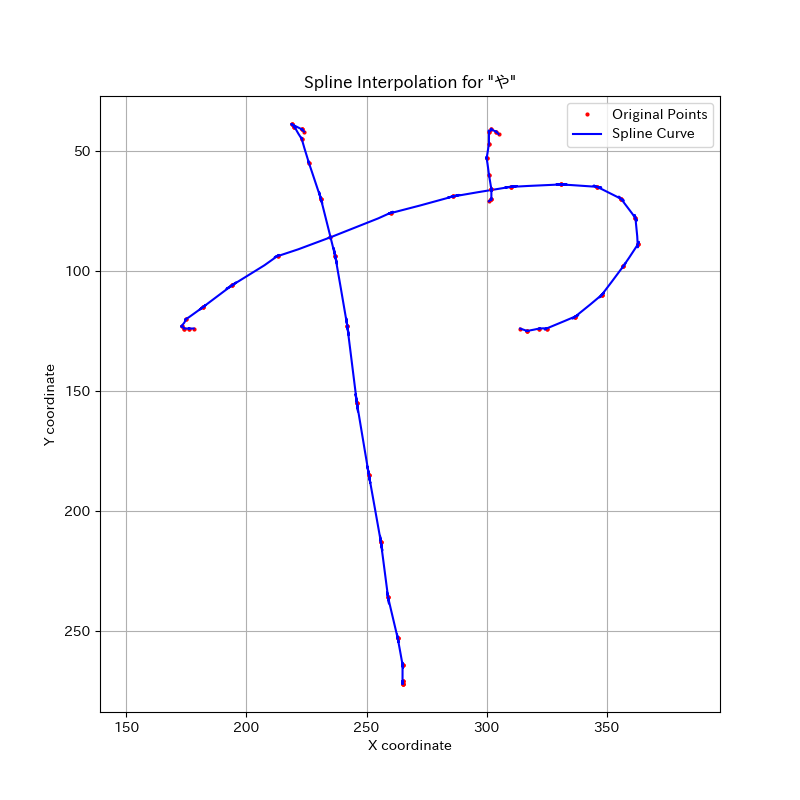 Spline Interpolation for "や"
Original Points
Spline Curve
50
100
150
200
250
Y coordinate
150
200
250
300
350
X coordinate
や